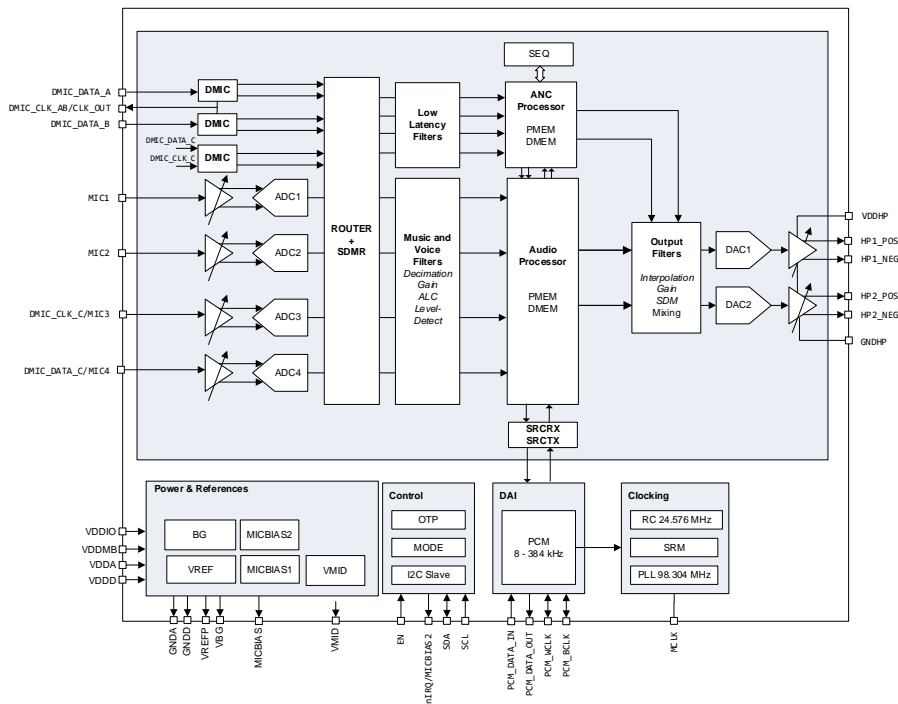 SEQ
DMIC_DATA_A
DMIC
DMIC_CLK_AB/CLK_OUT
DMIC_DATA_B
DMIC
DMIC_DATA_C
DMIC_CLK_C
DMIC
Low
Latency
Filters
ANC
Processor
PMEM
DMEM
MIC1
ADC1
MIC2
ADC2
DMIC_CLK_C/MIC3
ADC3
DMIC_DATA_C/MIC4
ADC4
ROUTER
+
SDMR
Music and
Voice
Filters
Decimation
Gain
ALC
Level-
Detect
Audio
Processor
PMEM
DMEM
Output
Filters
Interpolation
Gain
SDM
Mixing
DAC1
DAC2
VDDHP
HP1_POS
HP1_NEG
HP2_POS
HP2_NEG
GNDHP
SRCRX
SRCTX
Power & References
BG
MICBIAS2
VREF
MICBIAS1
VMID
VDDIO
VDDMB
VDDA
VDDD
Control
OTP
MODE
I2C Slave
DAI
PCM
8 - 384 kHz
Clocking
RC 24.576 MHz
SRM
PLL 98.304 MHz
GNDA
GNDD
VREFP
VBG
MICBIAS
VMID
EN
nIRQ/MICBIAS2
SDA
SCL
PCM_DATA_IN
PCM_DATA_OUT
PCM_WCLK
PCM_BCLK
MCLK